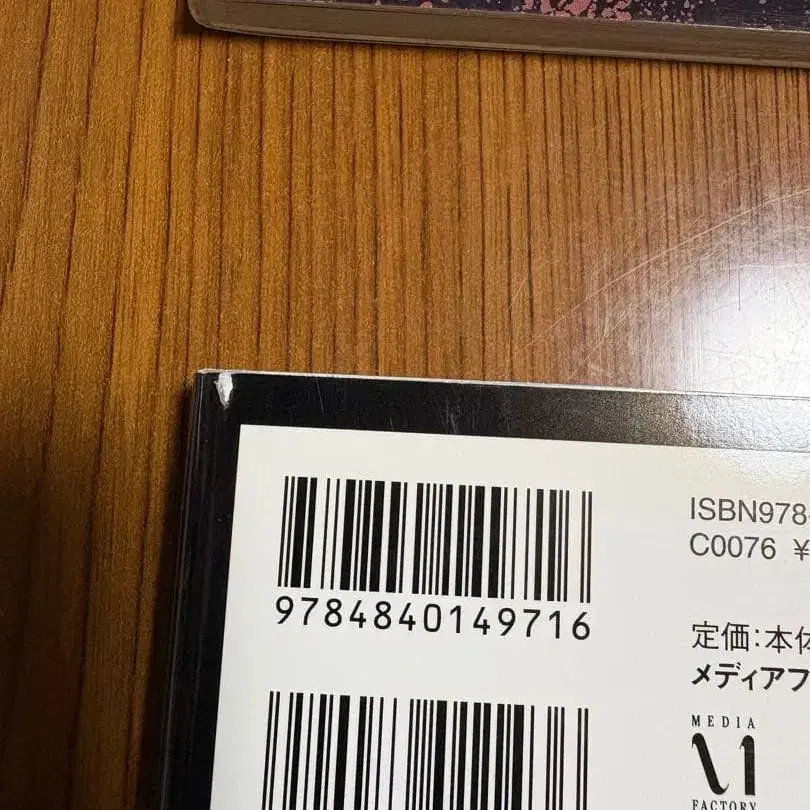 9784840149716
ISBN978-
C0076 ¥
定価:本体
メディアフ
MEDIA
FACTORY